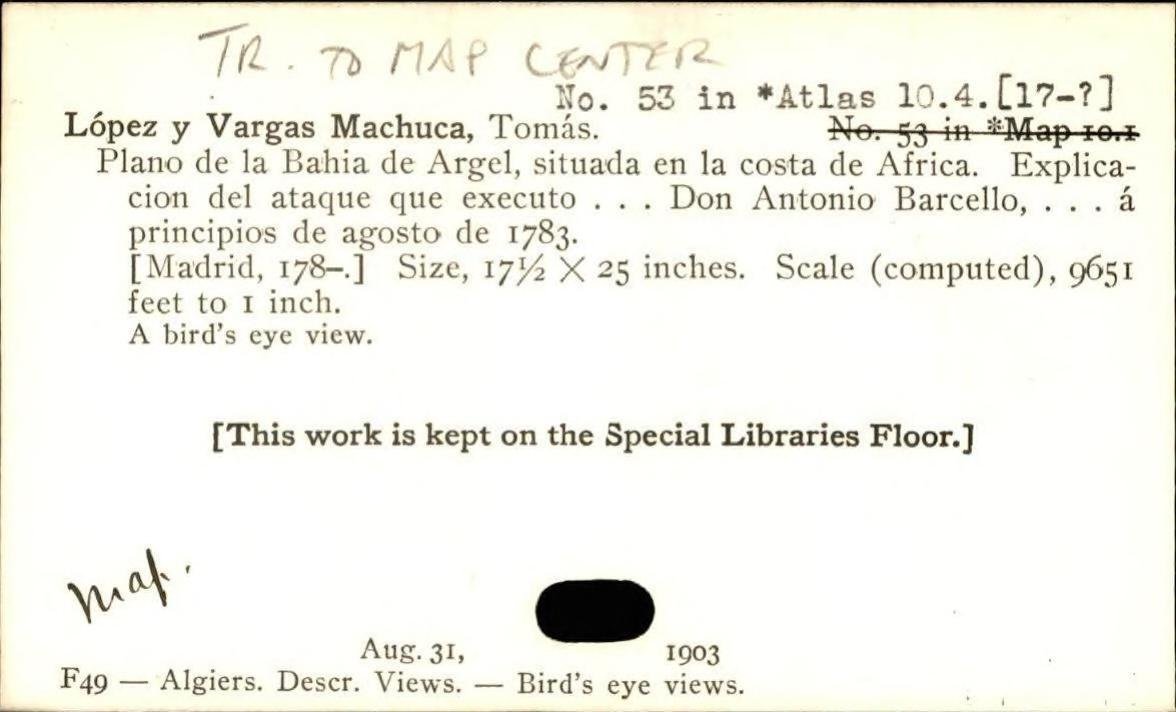 TR. TO MAP CENTER
No. 53 in *Atlas 10.4.[17-?]
López y Vargas Machuca, Tomás. No. 53 in *Map 10.1
Plano de la Bahia de Argel, situada en la costa de Africa. Explica-
cion del ataque que executo . . . Don Antonio Barcello, . . . á
principios de agosto de 1783.
[Madrid, 178–.] Size, 17½ × 25 inches. Scale (computed), 9651
feet to 1 inch.
A bird's eye view.
[This work is kept on the Special Libraries Floor.]
Map.
Aug. 31, 1903
F49 — Algiers. Descr. Views. — Bird's eye views.